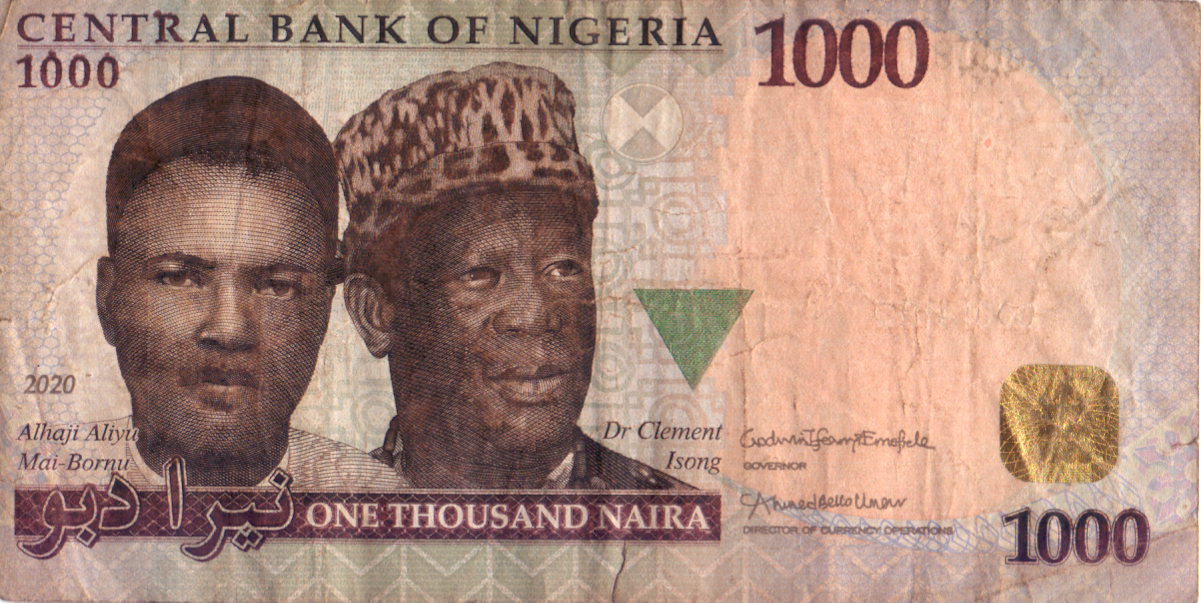 CENTRAL BANK OF NIGERIA
1000
1000
2020
Alhaji Aliyu
Mai-Bornu
Dr Clement
Isong
GOVERNOR
DIRECTOR OF CURRENCY OPERATIONS
نيرا دبو
ONE THOUSAND NAIRA
1000